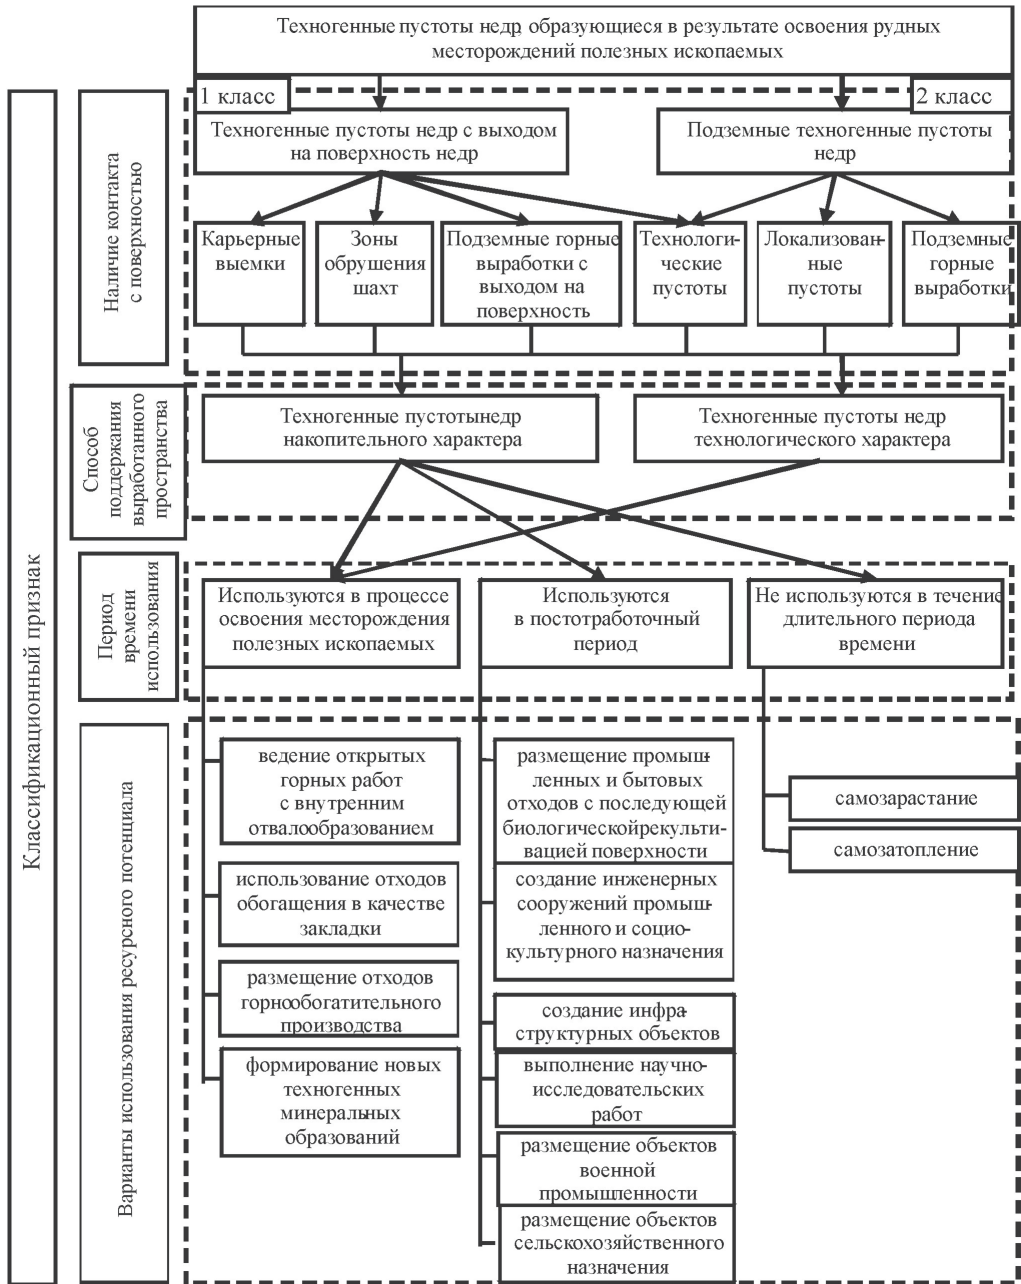 Техногенные пустоты недр, образующиеся в результате освоения рудных
месторождений полезных ископаемых
1 класс
2 класс
Техногенные пустоты недр с выходом
на поверхность недр
Подземные техногенные пустоты
недр
Карьерные
выемки
Зоны
обрушения
шахт
Подземные горные
выработки с
выходом на
поверхность
Технологи-
ческие
пустоты
Локализован-
ные
пустоты
Подземные
горные
выработки
Техногенные пустотынедр
накопительного характера
Техногенные пустоты недр
технологического характера
Используются в процессе
освоения месторождения
полезных ископаемых
Используются
в постотработочный
период
Не используются в течение
длительного периода
времени
ведение открытых
горных работ
с внутренним
отвалообразованием
использование отходов
обогащения в качестве
закладки
размещение отходов
горнообогатительного
производства
формирование новых
техногенных
минеральных
образований
размещение промыш-
ленных и бытовых
отходов с последующей
биологическойрекульти-
вацией поверхности
создание инженерных
сооружений промыш-
ленного и социо-
культурного назначения
создание инфра-
структурных объектов
выполнение научно-
исследовательских
работ
размещение объектов
военной
промышленности
размещение объектов
сельскохозяйственного
назначения
самозарастание
самозатопление
Классификационный признак
Наличие контакта
с поверхностью
Способ
поддержания
выработанного
пространства
Период
времени
использования
Варианты использования ресурсного потенциала